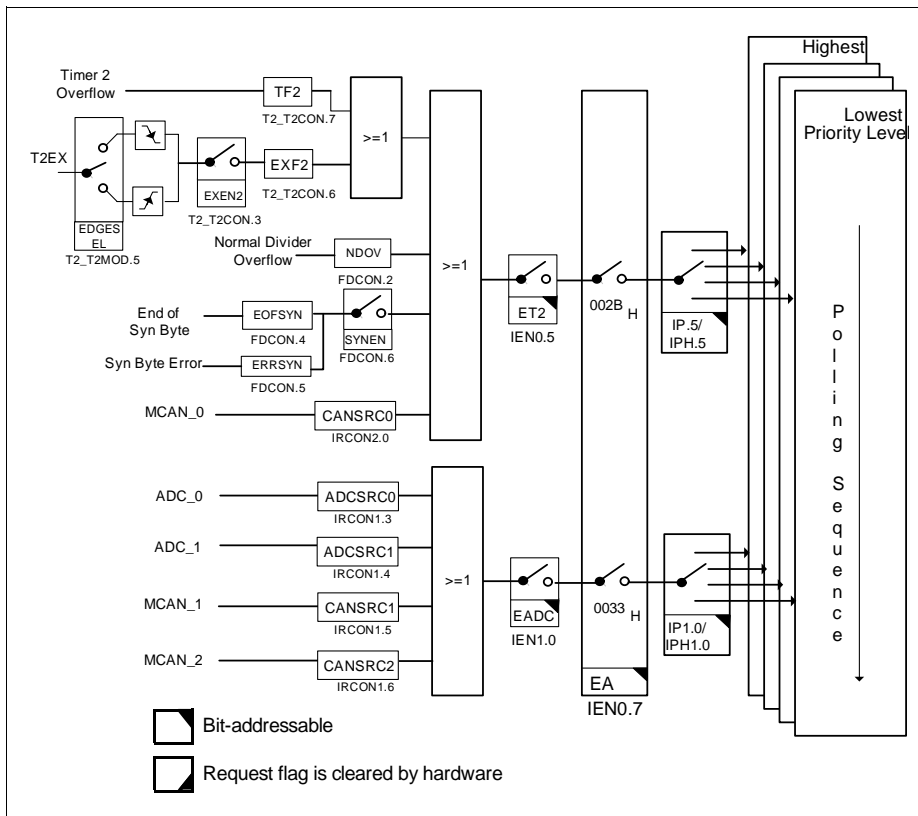 Highest
Lowest
Priority Level
Timer 2
Overflow
TF2
T2_T2CON.7
>=1
T2EX
EDGES
EL
T2_T2MOD.5
EXEN2
T2_T2CON.3
EXF2
T2_T2CON.6
Normal Divider
Overflow
NDOV
FDCON.2
End of
Syn Byte
EOFSYN
FDCON.4
SYNEN
FDCON.6
Syn Byte Error
ERRSYN
FDCON.5
MCAN_0
CANSRC0
IRCON2.0
>=1
ET2
IEN0.5
002B H
IP.5/
IPH.5
ADC_0
ADCSRC0
IRCON1.3
ADC_1
ADCSRC1
IRCON1.4
MCAN_1
CANSRC1
IRCON1.5
MCAN_2
CANSRC2
IRCON1.6
>=1
EADC
IEN1.0
0033 H
IP1.0/
IPH1.0
EA
IEN0.7
Polling Sequence
Bit-addressable
Request flag is cleared by hardware